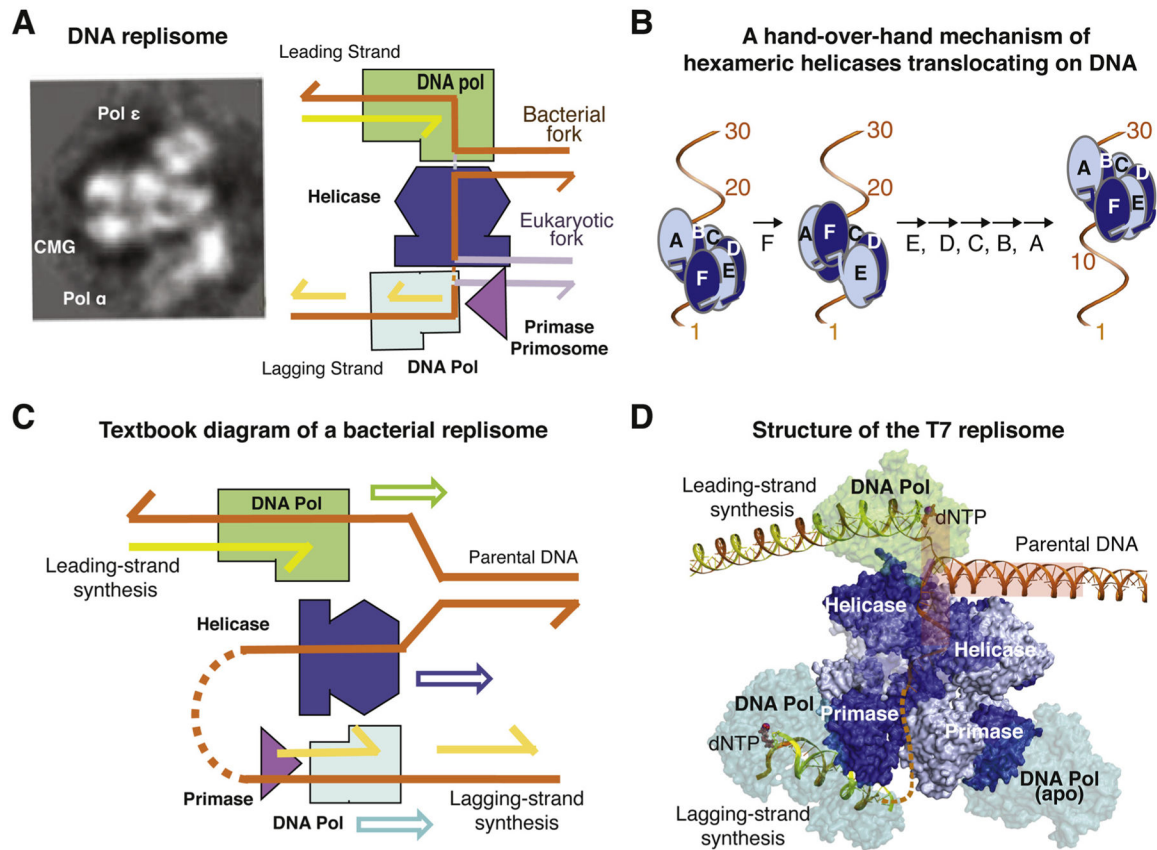 A
DNA replisome
Pol ε
CMG
Pol α
Leading Strand
DNA pol
Bacterial
fork
Helicase
Eukaryotic
fork
Primase
Primosome
Lagging Strand
DNA Pol
B
A hand-over-hand mechanism of
hexameric helicases translocating on DNA
30
20
A
B
C
D
E
F
1
F
30
20
A
B
C
D
E
F
1
E, D, C, B, A
30
A
B
C
D
E
F
10
1
C
Textbook diagram of a bacterial replisome
DNA Pol
Leading-strand
synthesis
Parental DNA
Helicase
Primase
DNA Pol
Lagging-strand
synthesis
D
Structure of the T7 replisome
Leading-strand
synthesis
DNA Pol
dNTP
Parental DNA
Helicase
Helicase
DNA Pol
Primase
Primase
dNTP
DNA Pol
(apo)
Lagging-strand
synthesis